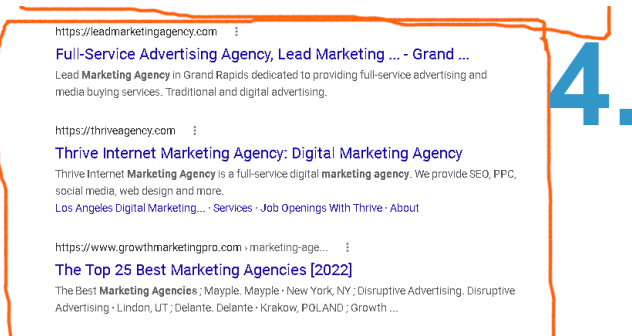 https://leadmarketingagency.com
Full-Service Advertising Agency, Lead Marketing ... - Grand ...
Lead Marketing Agency in Grand Rapids dedicated to providing full-service advertising and
media buying services. Traditional and digital advertising.
4.
https://thriveagency.com
Thrive Internet Marketing Agency: Digital Marketing Agency
Thrive Internet Marketing Agency is a full-service digital marketing agency. We provide SEO, PPC,
social media, web design and more.
Los Angeles Digital Marketing... · Services · Job Openings With Thrive · About
https://www.growthmarketingpro.com › marketing-age...
The Top 25 Best Marketing Agencies [2022]
The Best Marketing Agencies ; Mayple. Mayple · New York, NY ; Disruptive Advertising. Disruptive
Advertising · Lindon, UT ; Delante. Delante · Krakow, POLAND ; Growth ...